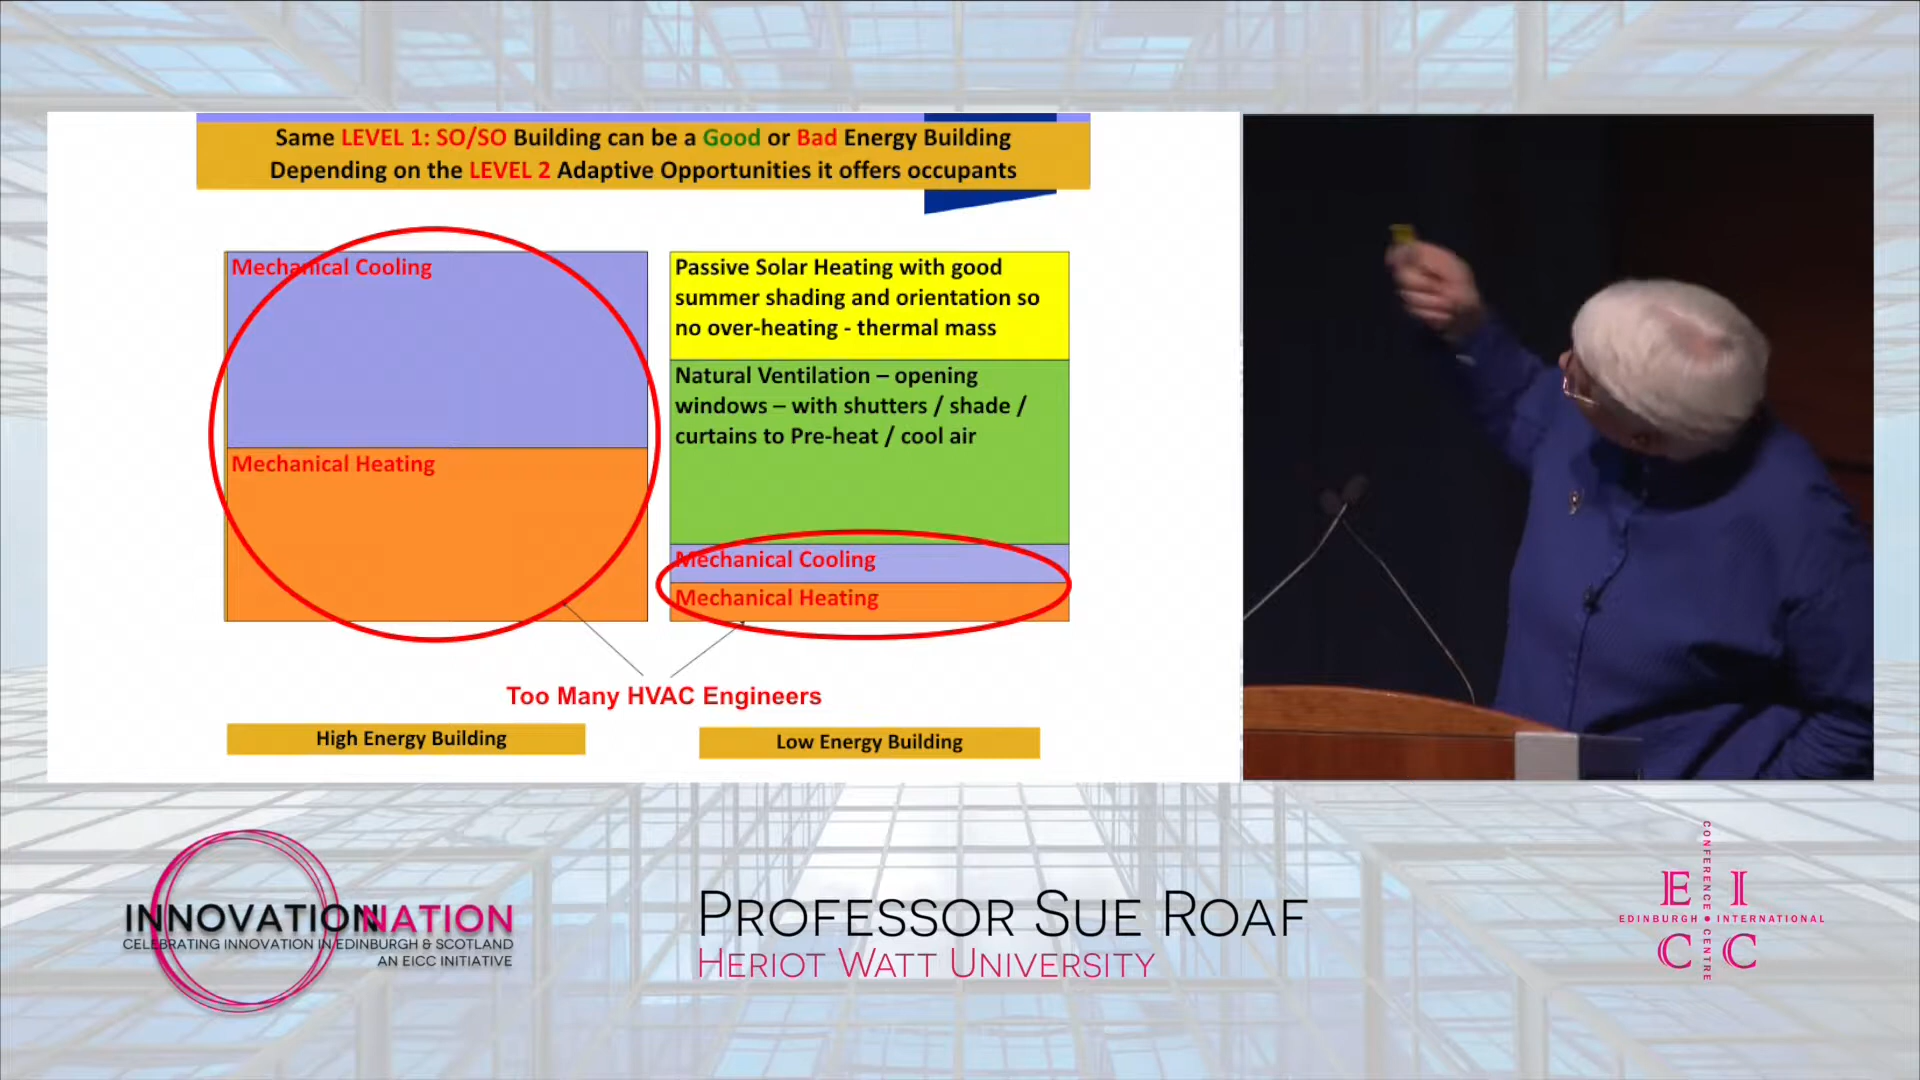 Same LEVEL 1: SO/SO Building can be a Good or Bad Energy Building
Depending on the LEVEL 2 Adaptive Opportunities it offers occupants
Mechanical Cooling
Mechanical Heating
Passive Solar Heating with good
summer shading and orientation so
no over-heating - thermal mass
Natural Ventilation – opening
windows – with shutters / shade /
curtains to Pre-heat / cool air
Mechanical Cooling
Mechanical Heating
Too Many HVAC Engineers
High Energy Building
Low Energy Building
INNOVATIONNATION
CELEBRATING INNOVATION IN EDINBURGH & SCOTLAND
AN EICC INITIATIVE
PROFESSOR SUE ROAF
HERIOT WATT UNIVERSITY
E I
EDINBURGH • INTERNATIONAL
C C
CONFERENCE CENTRE